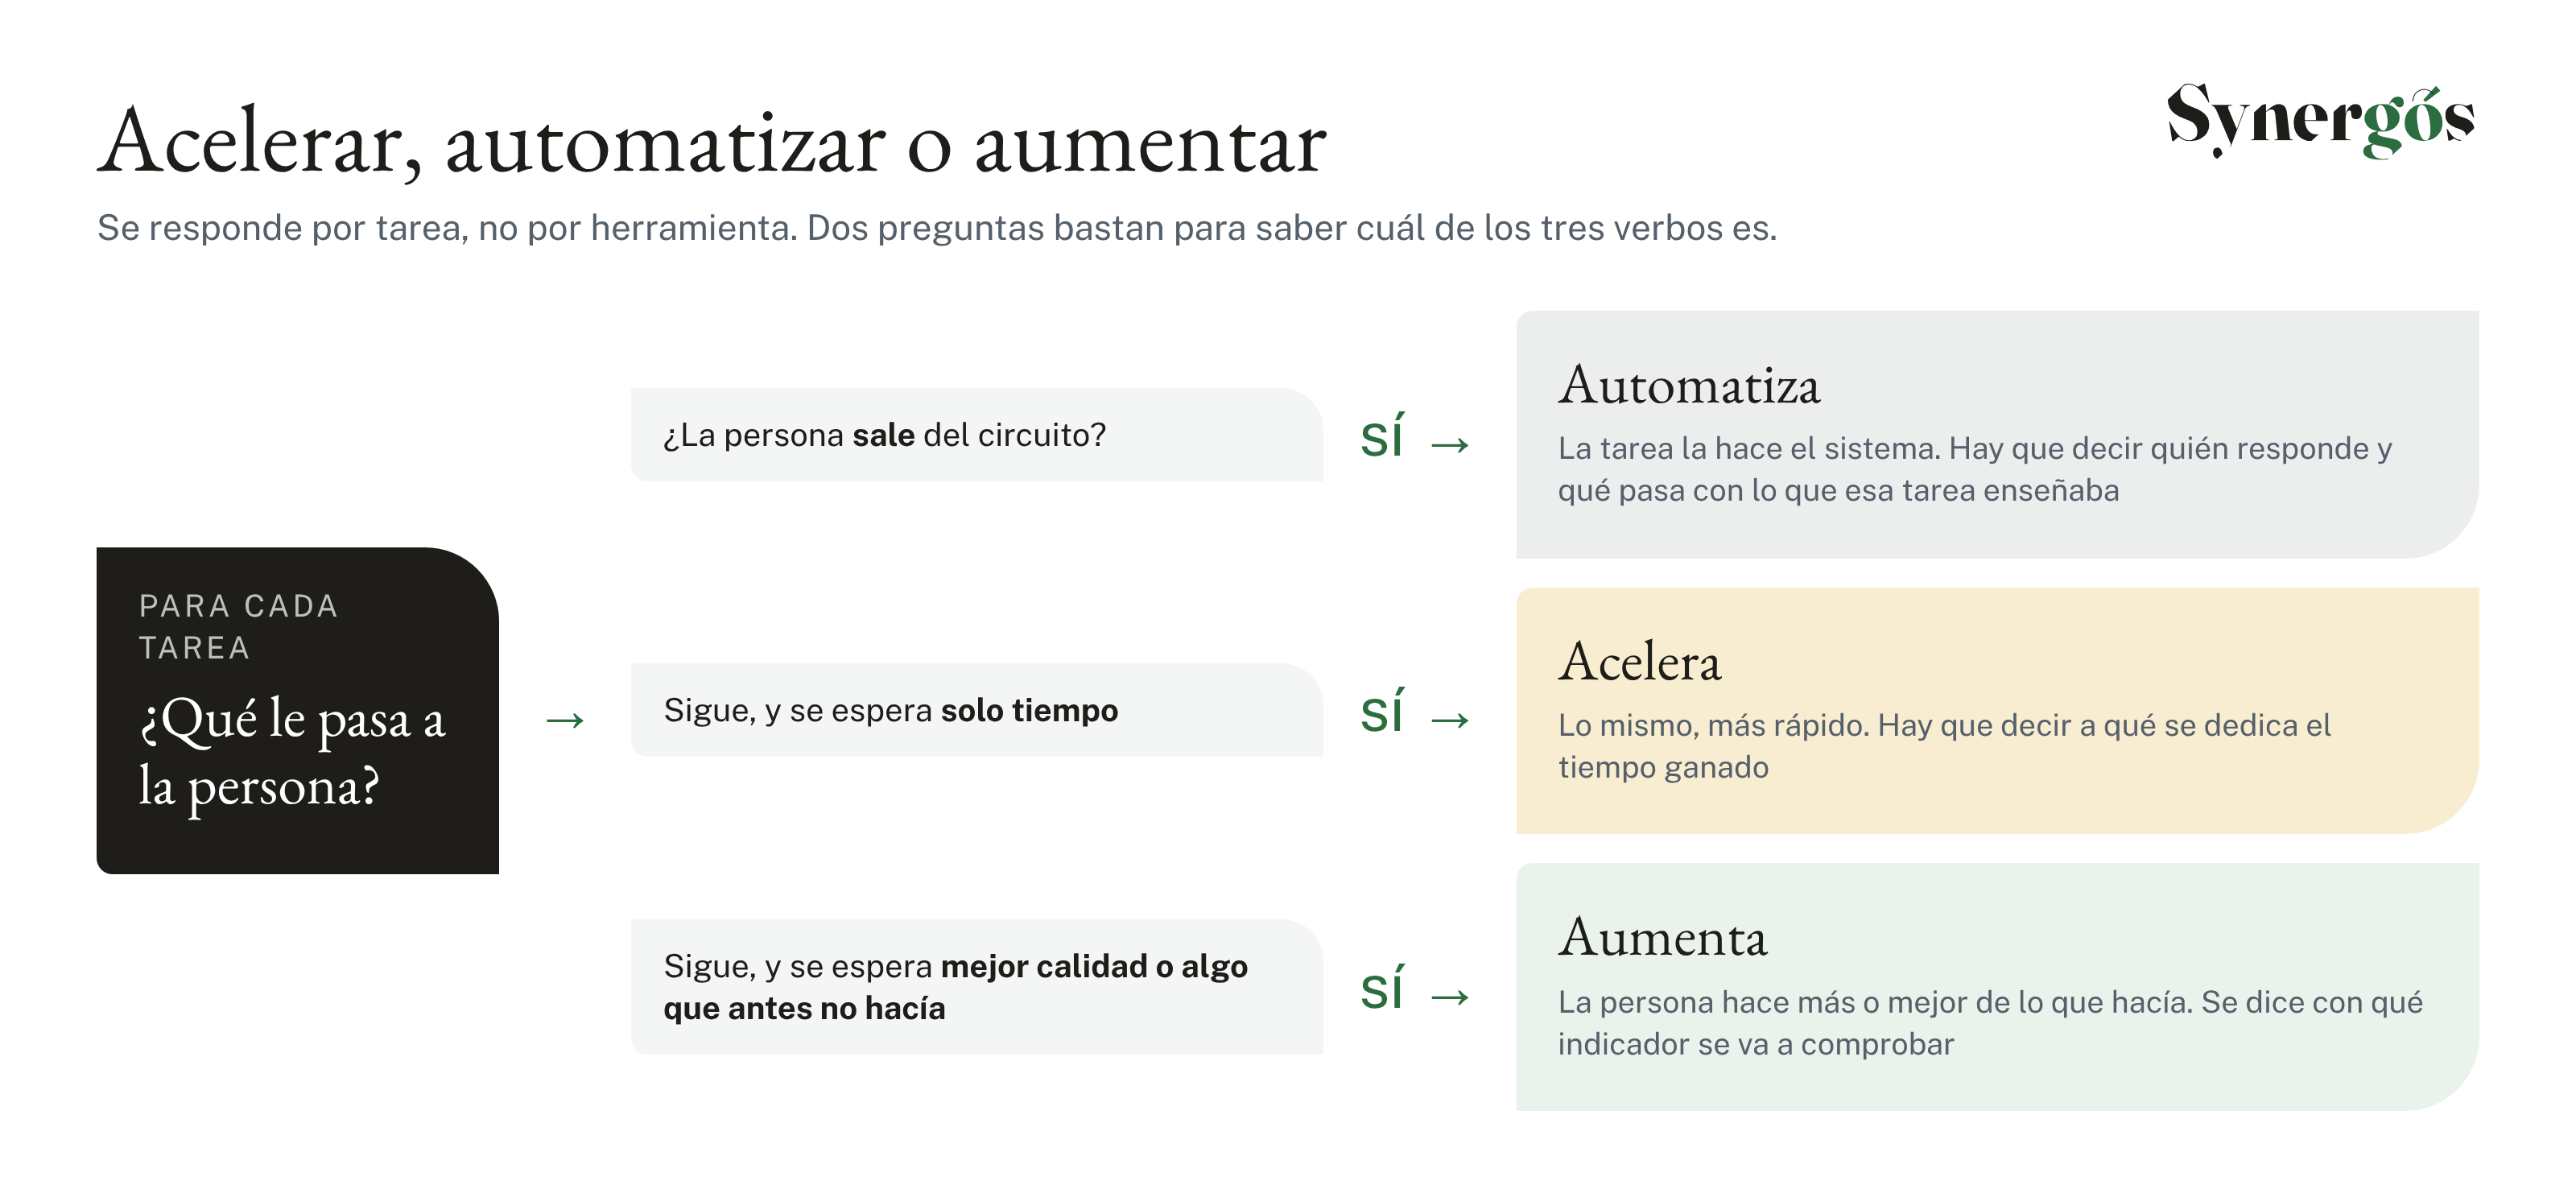 Acelerar, automatizar o aumentar
Synergós
Se responde por tarea, no por herramienta. Dos preguntas bastan para saber cuál de los tres verbos es.
PARA CADA
TAREA
¿Qué le pasa a
la persona?
→
¿La persona sale del circuito?
SÍ →
Automatiza
La tarea la hace el sistema. Hay que decir quién responde y
qué pasa con lo que esa tarea enseñaba
Sigue, y se espera solo tiempo
SÍ →
Acelera
Lo mismo, más rápido. Hay que decir a qué se dedica el
tiempo ganado
Sigue, y se espera mejor calidad o algo
que antes no hacía
SÍ →
Aumenta
La persona hace más o mejor de lo que hacía. Se dice con qué
indicador se va a comprobar